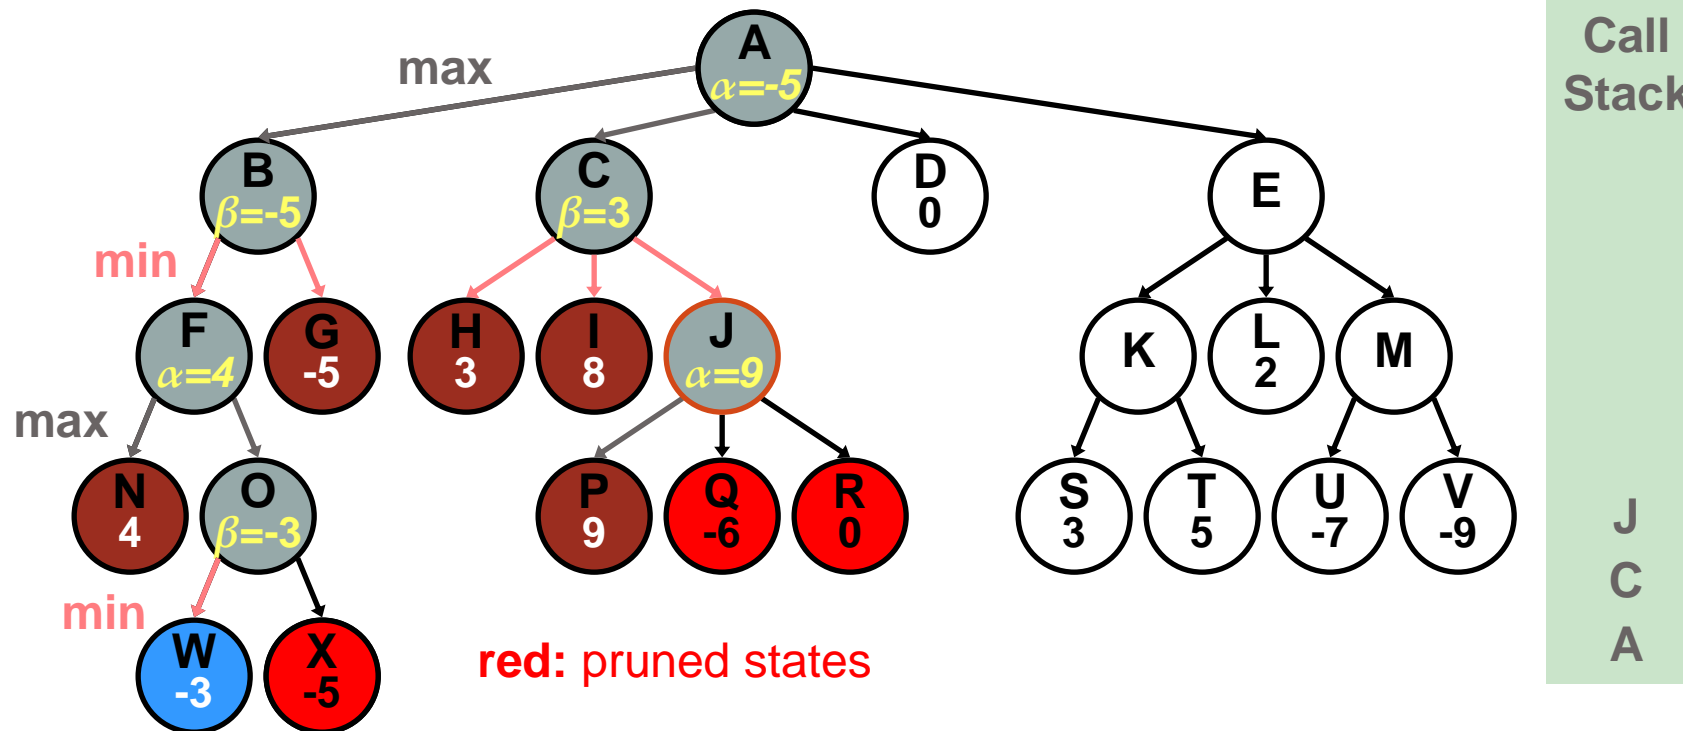 Call
Stack
max
A
α=-5
B
β=-5
C
β=3
D
0
E
min
F
α=4
G
-5
H
3
I
8
J
α=9
K
L
2
M
max
N
4
O
β=-3
P
9
Q
-6
R
0
S
3
T
5
U
-7
V
-9
J
C
A
min
W
-3
X
-5
red: pruned states